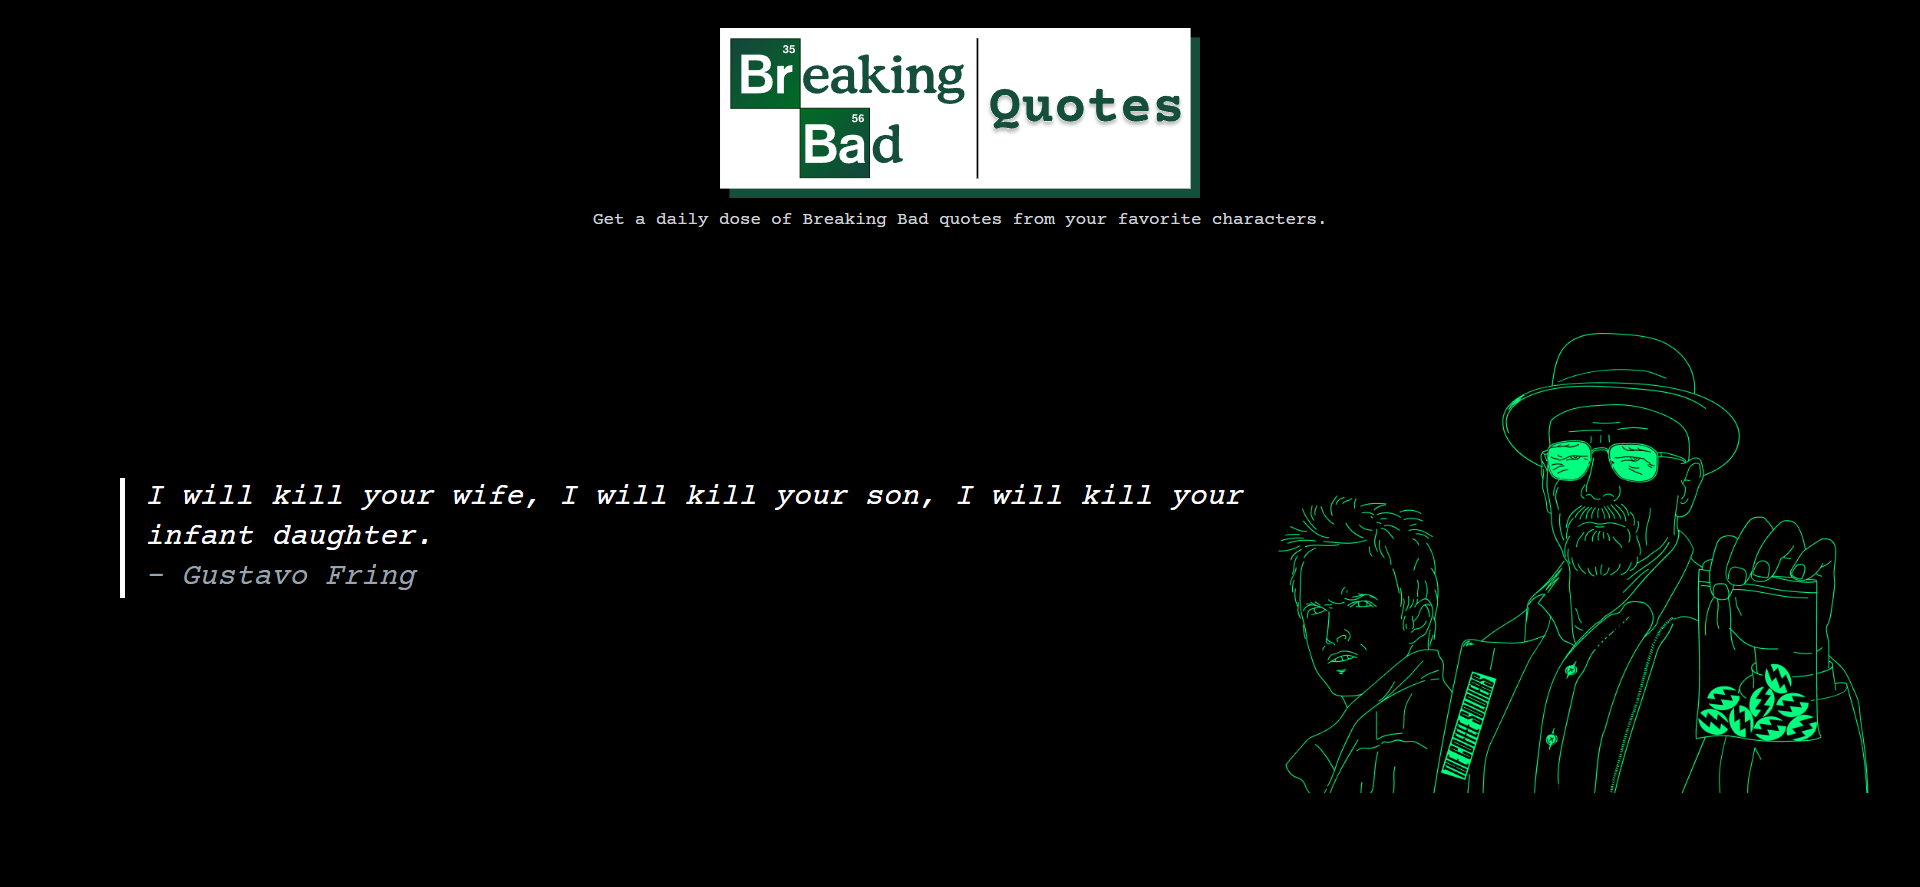 35
Breaking
56
Bad
Quotes
Get a daily dose of Breaking Bad quotes from your favorite characters.
I will kill your wife, I will kill your son, I will kill your
infant daughter.
− Gustavo Fring